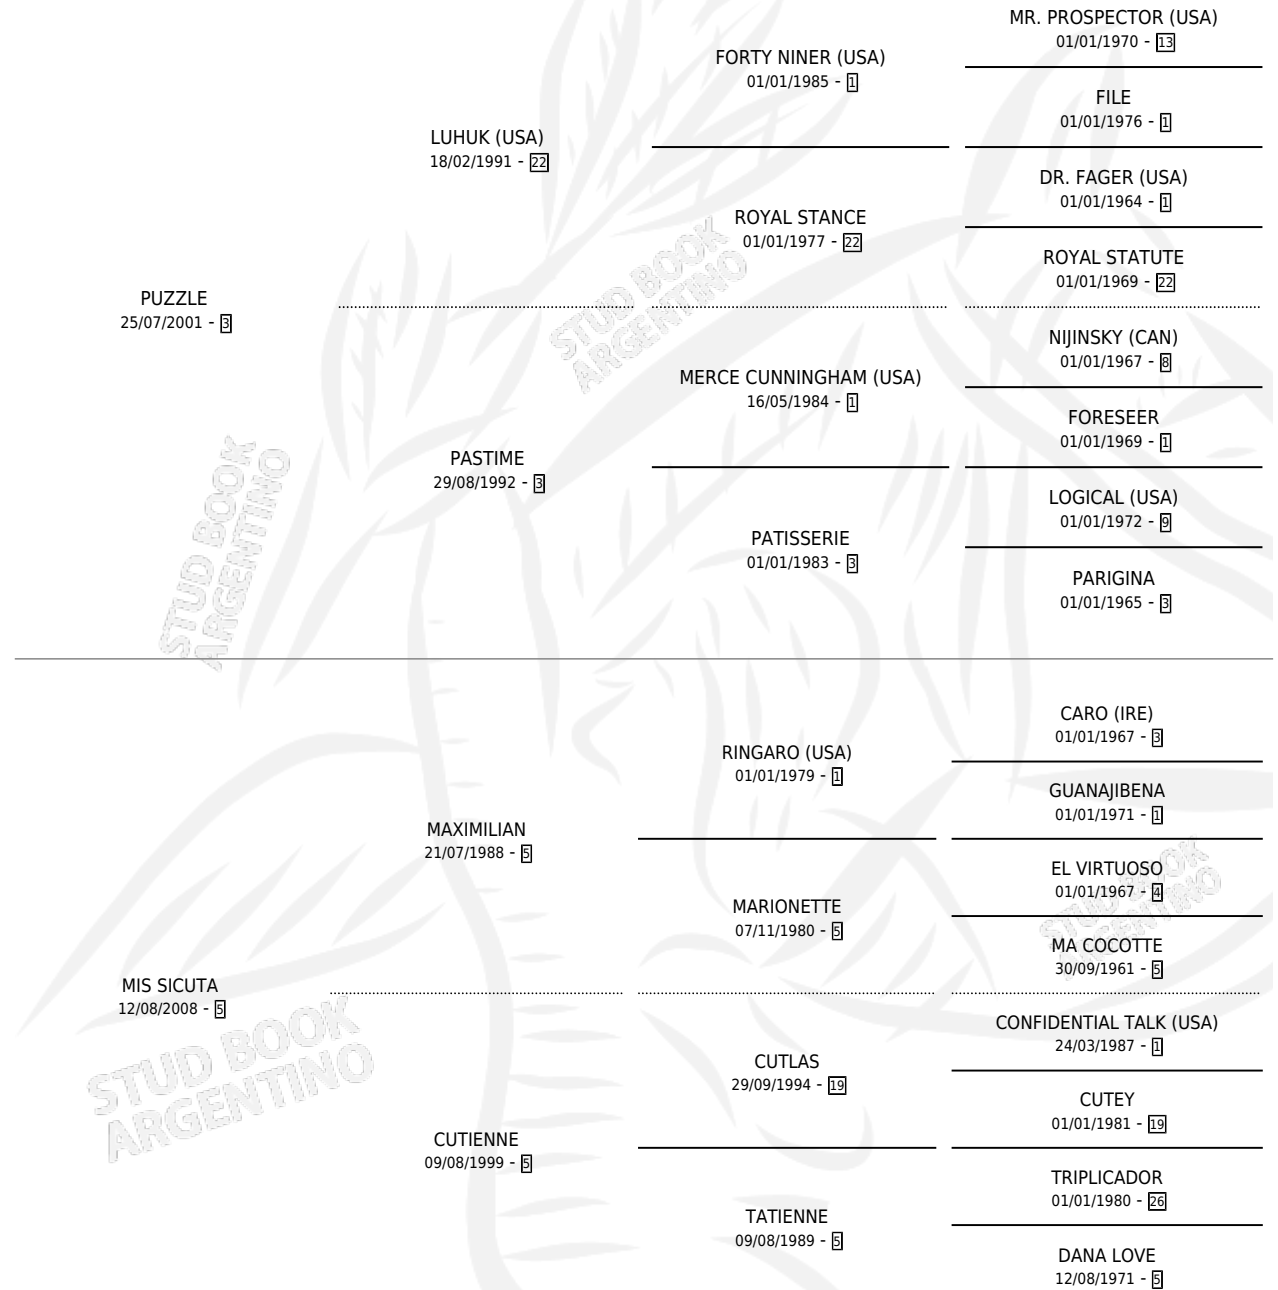 MR. PROSPECTOR (USA)
01/01/1970 - 13
FORTY NINER (USA)
01/01/1985 - 1
FILE
01/01/1976 - 1
LUHUK (USA)
18/02/1991 - 22
DR. FAGER (USA)
01/01/1964 - 1
ROYAL STANCE
01/01/1977 - 22
ROYAL STATUTE
01/01/1969 - 22
PUZZLE
25/07/2001 - 3
NIJINSKY (CAN)
01/01/1967 - 8
MERCE CUNNINGHAM (USA)
16/05/1984 - 1
FORESEER
01/01/1969 - 1
PASTIME
29/08/1992 - 3
LOGICAL (USA)
01/01/1972 - 9
PATISSERIE
01/01/1983 - 3
PARIGINA
01/01/1965 - 3
STUD BOOK
ARGENTINO
STUD BOOK
ARGENTINO
CARO (IRE)
01/01/1967 - 3
RINGARO (USA)
01/01/1979 - 1
GUANAJIBENA
01/01/1971 - 1
MAXIMILIAN
21/07/1988 - 5
EL VIRTUOSO
01/01/1967 - 4
MARIONETTE
07/11/1980 - 5
MA COCOTTE
30/09/1961 - 5
STUD BOOK
ARGENTINO
MIS SICUTA
12/08/2008 - 5
CONFIDENTIAL TALK (USA)
24/03/1987 - 1
CUTLAS
29/09/1994 - 19
CUTEY
01/01/1981 - 19
CUTIENNE
09/08/1999 - 5
TRIPLICADOR
01/01/1980 - 26
TATIENNE
09/08/1989 - 5
DANA LOVE
12/08/1971 - 5
STUD BOOK
ARGENTINO